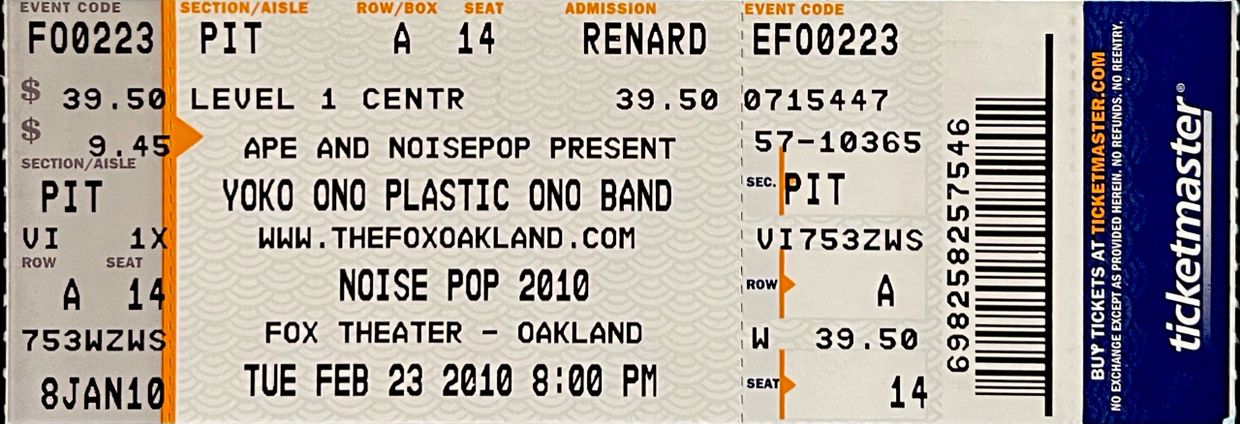 EVENT CODE
F00223
$ 39.50
$ 9.45
SECTION/AISLE
PIT
VI 1X
ROW SEAT
A 14
753WZWS
8JAN10
SECTION/AISLE ROW/BOX SEAT ADMISSION
PIT A 14 RENARD
LEVEL 1 CENTR 39.50
APE AND NOISEPOP PRESENT
YOKO ONO PLASTIC ONO BAND
WWW.THEFOXOAKLAND.COM
NOISE POP 2010
FOX THEATER - OAKLAND
TUE FEB 23 2010 8:00 PM
EVENT CODE
EF00223
0715447
57-10365
SEC. PIT
VI753ZWS
ROW A
W 39.50
SEAT 14
698258257546
BUY TICKETS AT TICKETMASTER.COM
NO EXCHANGE EXCEPT AS PROVIDED HEREIN. NO REFUNDS. NO REENTRY.
ticketmaster®